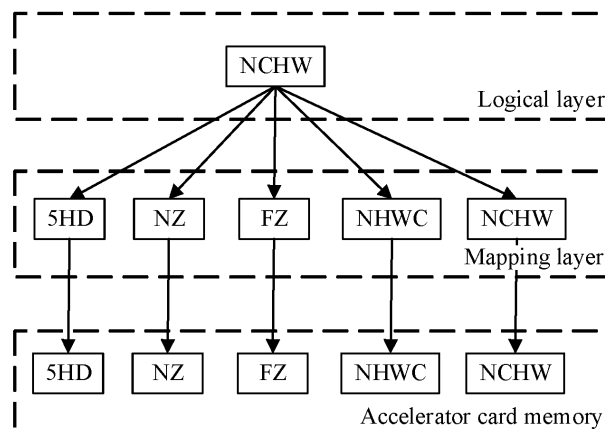 NCHW
Logical layer
5HD NZ FZ NHWC NCHW
Mapping layer
5HD NZ FZ NHWC NCHW
Accelerator card memory